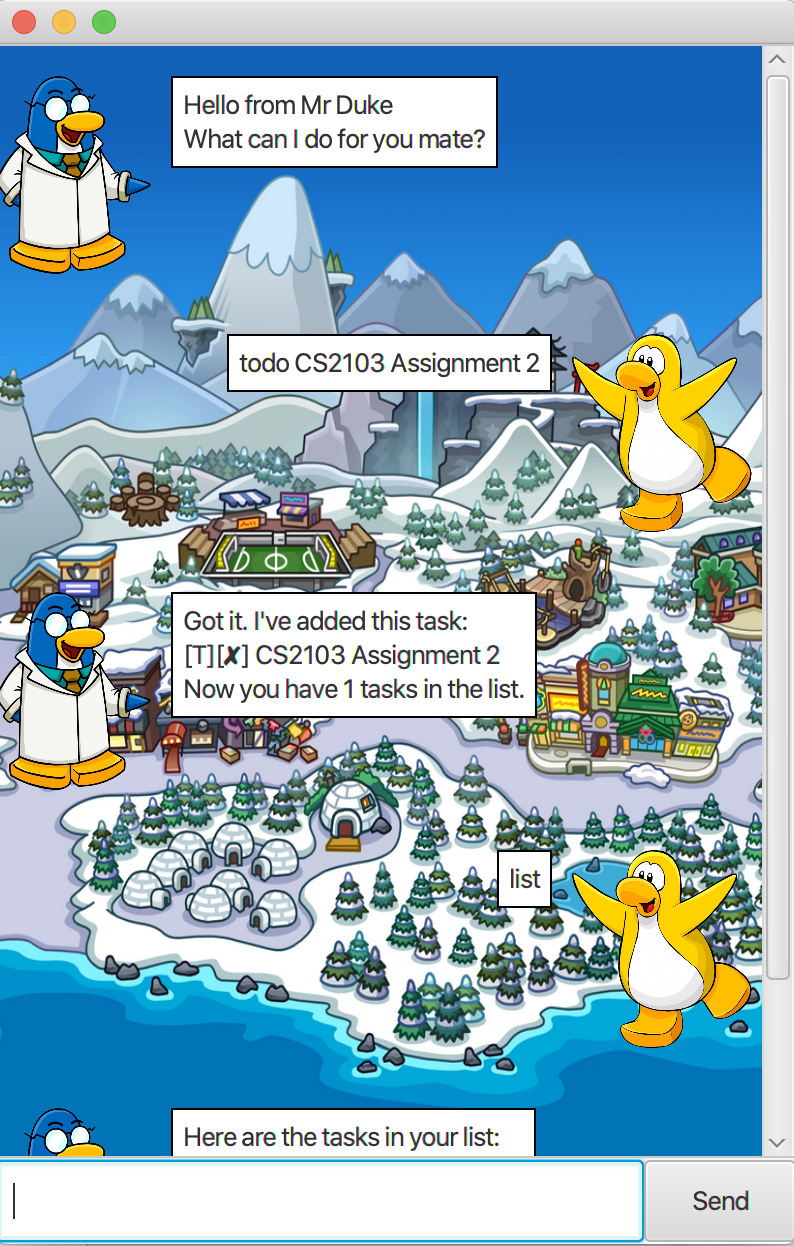 Hello from Mr Duke
What can I do for you mate?
todo CS2103 Assignment 2
Got it. I've added this task:
[T][✘] CS2103 Assignment 2
Now you have 1 tasks in the list.
list
Here are the tasks in your list:
Send